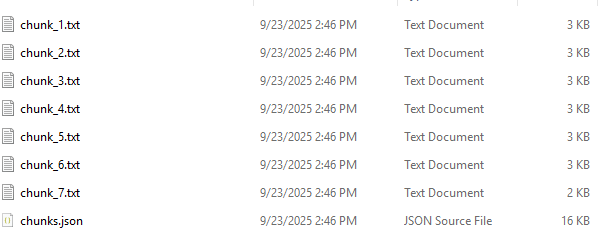 chunk_1.txt 9/23/2025 2:46 PM Text Document 3 KB
chunk_2.txt 9/23/2025 2:46 PM Text Document 3 KB
chunk_3.txt 9/23/2025 2:46 PM Text Document 3 KB
chunk_4.txt 9/23/2025 2:46 PM Text Document 3 KB
chunk_5.txt 9/23/2025 2:46 PM Text Document 3 KB
chunk_6.txt 9/23/2025 2:46 PM Text Document 3 KB
chunk_7.txt 9/23/2025 2:46 PM Text Document 2 KB
chunks.json 9/23/2025 2:46 PM JSON Source File 16 KB